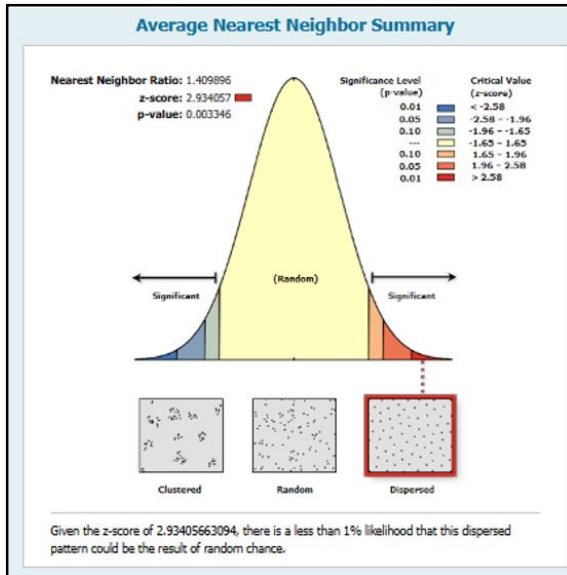 Average Nearest Neighbor Summary
Nearest Neighbor Ratio: 1.409896
z-score: 2.934057
p-value: 0.003346
Significance Level Critical Value
(p-value) (z-score)
0.01 < -2.58
0.05 -2.58 - -1.96
0.10 -1.96 - -1.65
--- -1.65 - 1.65
0.10 1.65 - 1.96
0.05 1.96 - 2.58
0.01 > 2.58
(Random)
Significant Significant
Clustered Random Dispersed
Given the z-score of 2.93405663094, there is a less than 1% likelihood that this dispersed
pattern could be the result of random chance.